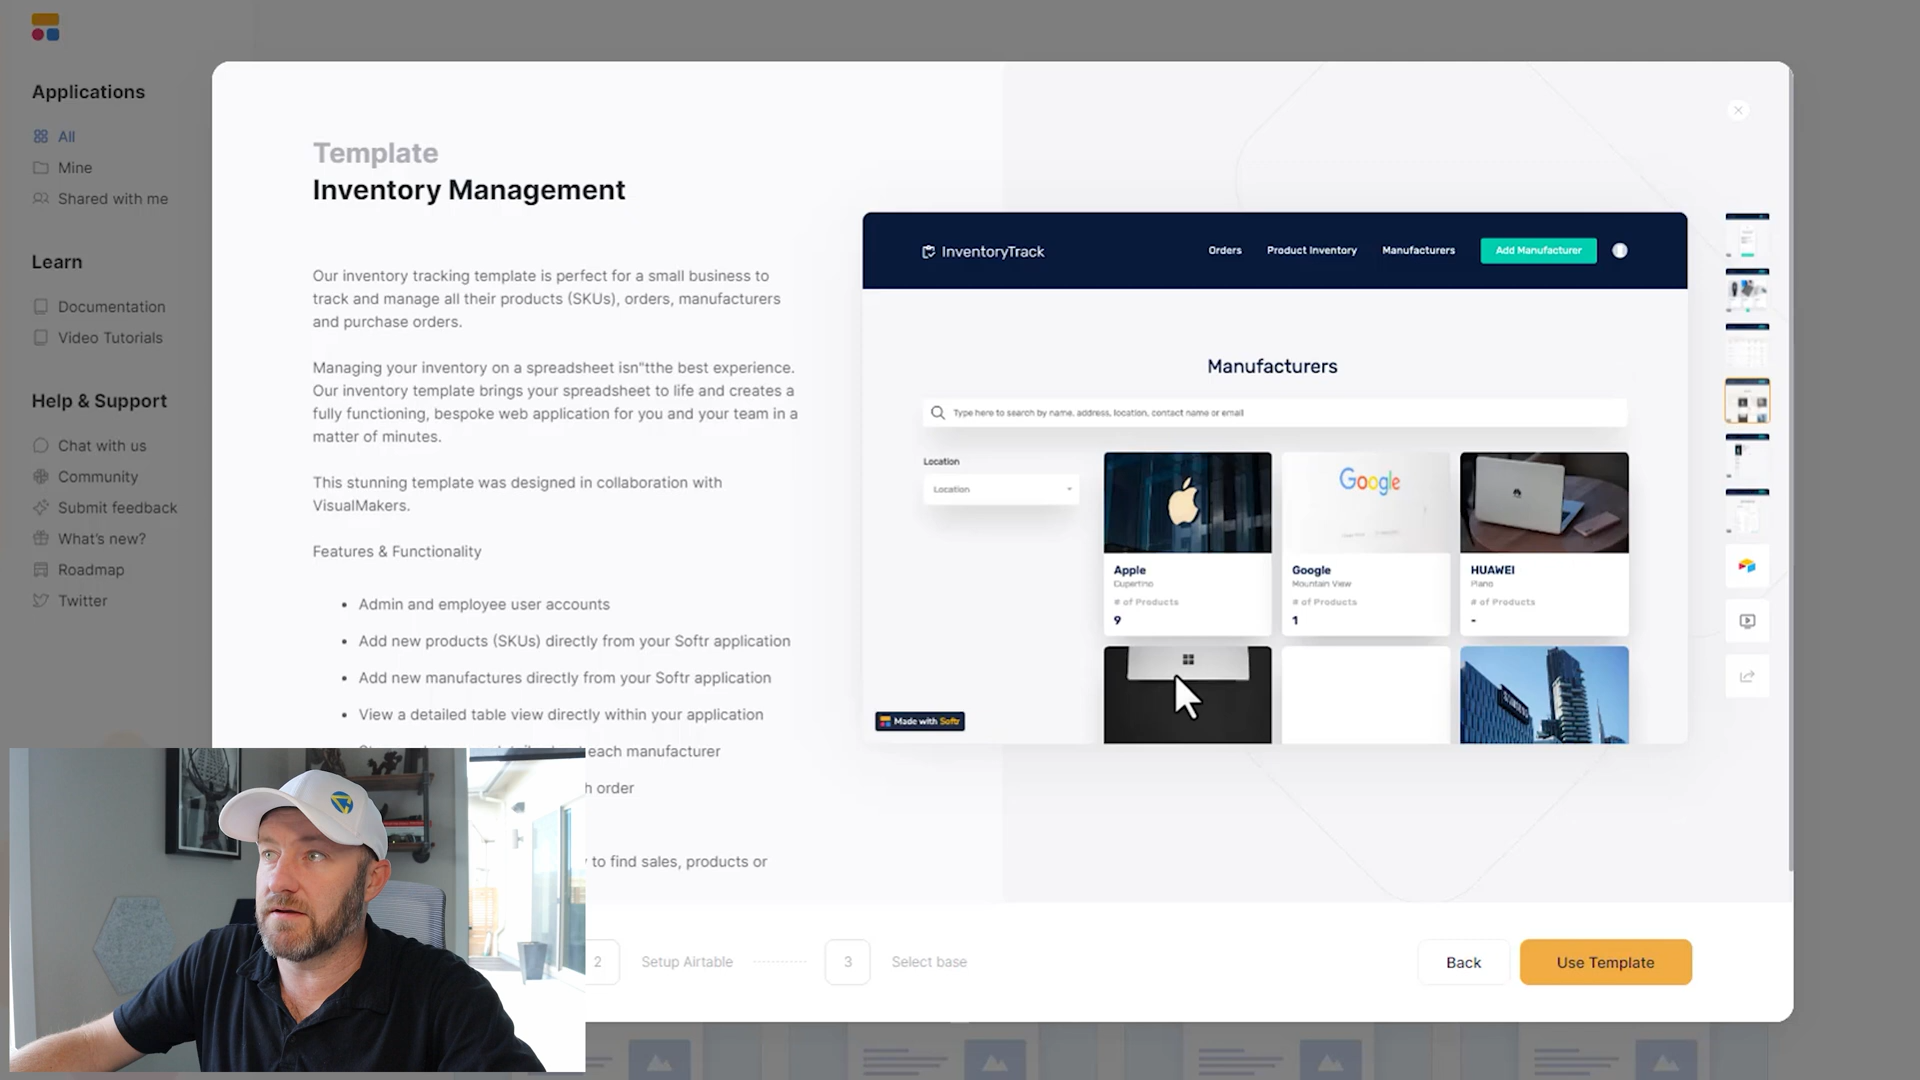 Applications
All
Mine
Shared with me
Learn
Documentation
Video Tutorials
Help & Support
Chat with us
Community
Submit feedback
What's new?
Roadmap
Twitter
Template
Inventory Management
Our inventory tracking template is perfect for a small business to
track and manage all their products (SKUs), orders, manufacturers
and purchase orders.
Managing your inventory on a spreadsheet isn"tthe best experience.
Our inventory template brings your spreadsheet to life and creates a
fully functioning, bespoke web application for you and your team in a
matter of minutes.
This stunning template was designed in collaboration with
VisualMakers.
Features & Functionality
• Admin and employee user accounts
• Add new products (SKUs) directly from your Softr application
• Add new manufactures directly from your Softr application
• View a detailed table view directly within your application
each manufacturer
order
to find sales, products or
InventoryTrack
Orders
Product Inventory
Manufacturers
Add Manufacturer
Manufacturers
Type here to search by name, address, location, contact name or email
Location
Location
Google
Apple
Cupertino
# of Products
9
Google
Mountain View
# of Products
1
HUAWEI
Plano
# of Products
-
Made with Softr
2
Setup Airtable
3
Select base
Back
Use Template